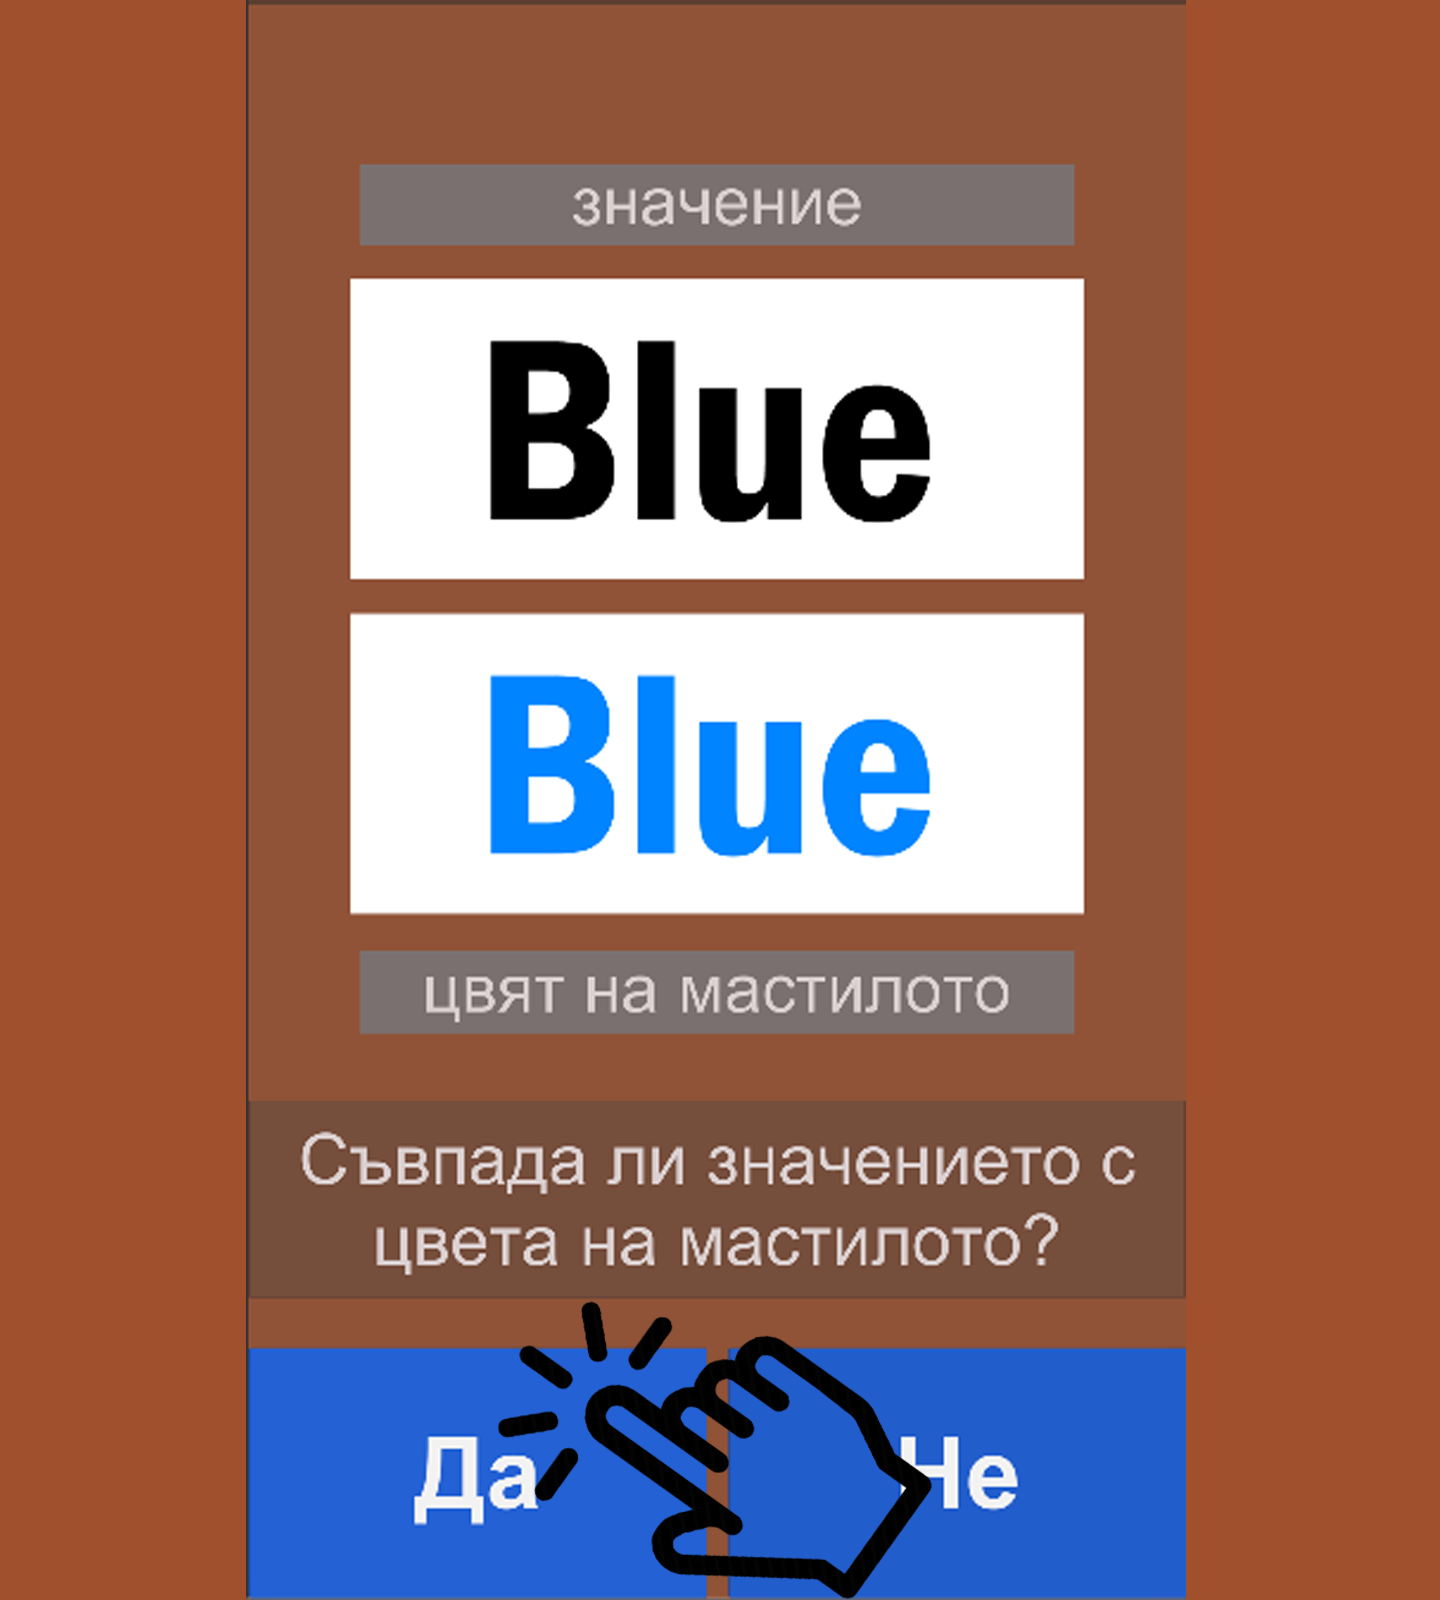 значение
Blue
Blue
цвят на мастилото
Съвпада ли значението с
цвета на мастилото?
Да Не